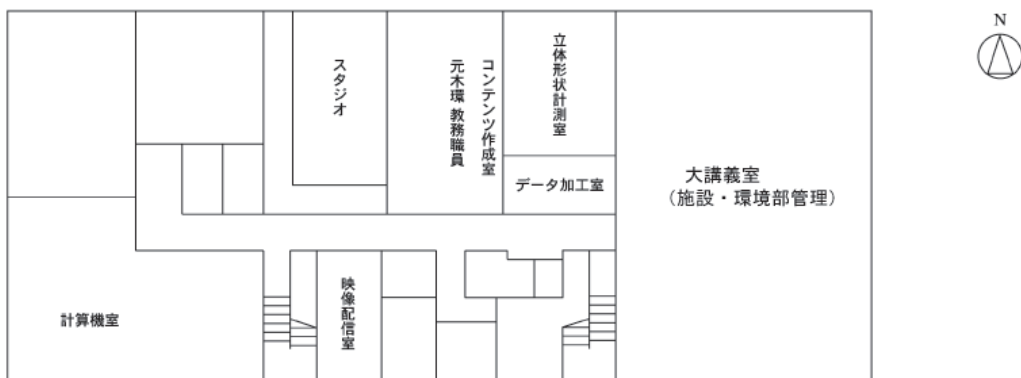 N
スタジオ
コンテンツ作成室
元木環 教務職員
立体形状計測室
データ加工室
大講義室
（施設・環境部管理）
計算機室
映像配信室